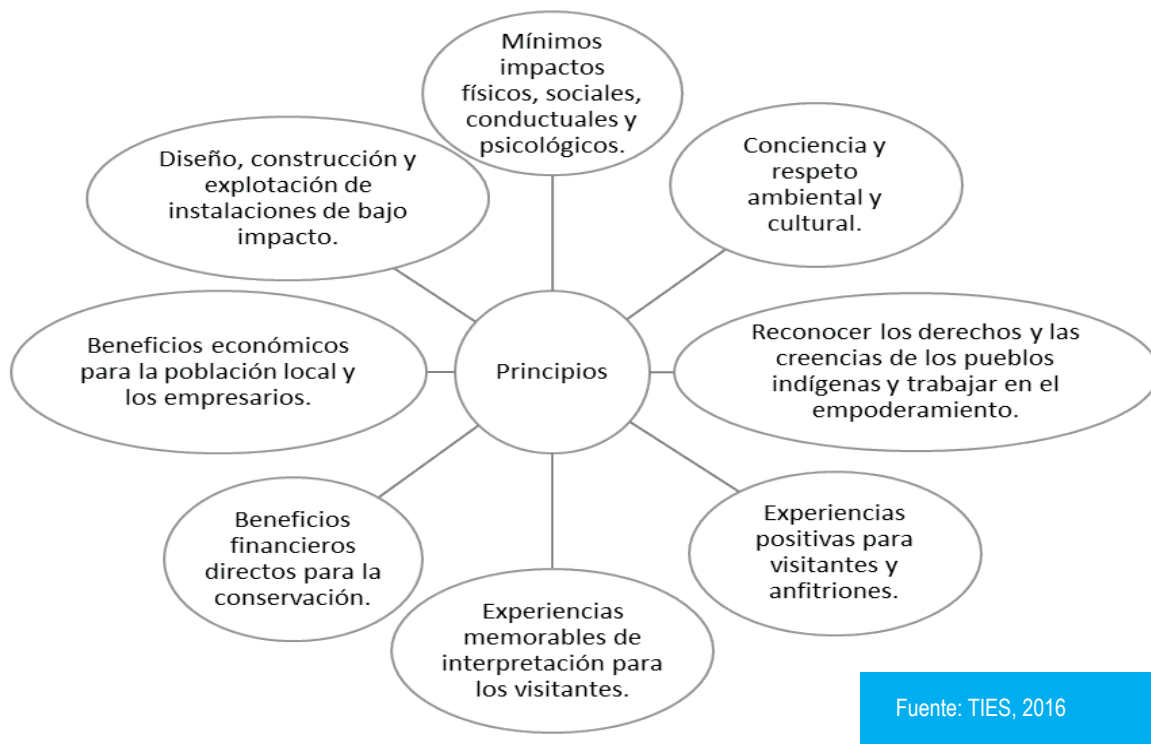 Mínimos
impactos
físicos, sociales,
conductuales y
psicológicos.
Conciencia y
respeto
ambiental y
cultural.
Reconocer los derechos y las
creencias de los pueblos
indígenas y trabajar en el
empoderamiento.
Experiencias
positivas para
visitantes y
anfitriones.
Experiencias
memorables de
interpretación para
los visitantes.
Beneficios
financieros
directos para la
conservación.
Beneficios económicos
para la población local y
los empresarios.
Diseño, construcción y
explotación de
instalaciones de bajo
impacto.
Principios
Fuente: TIES, 2016